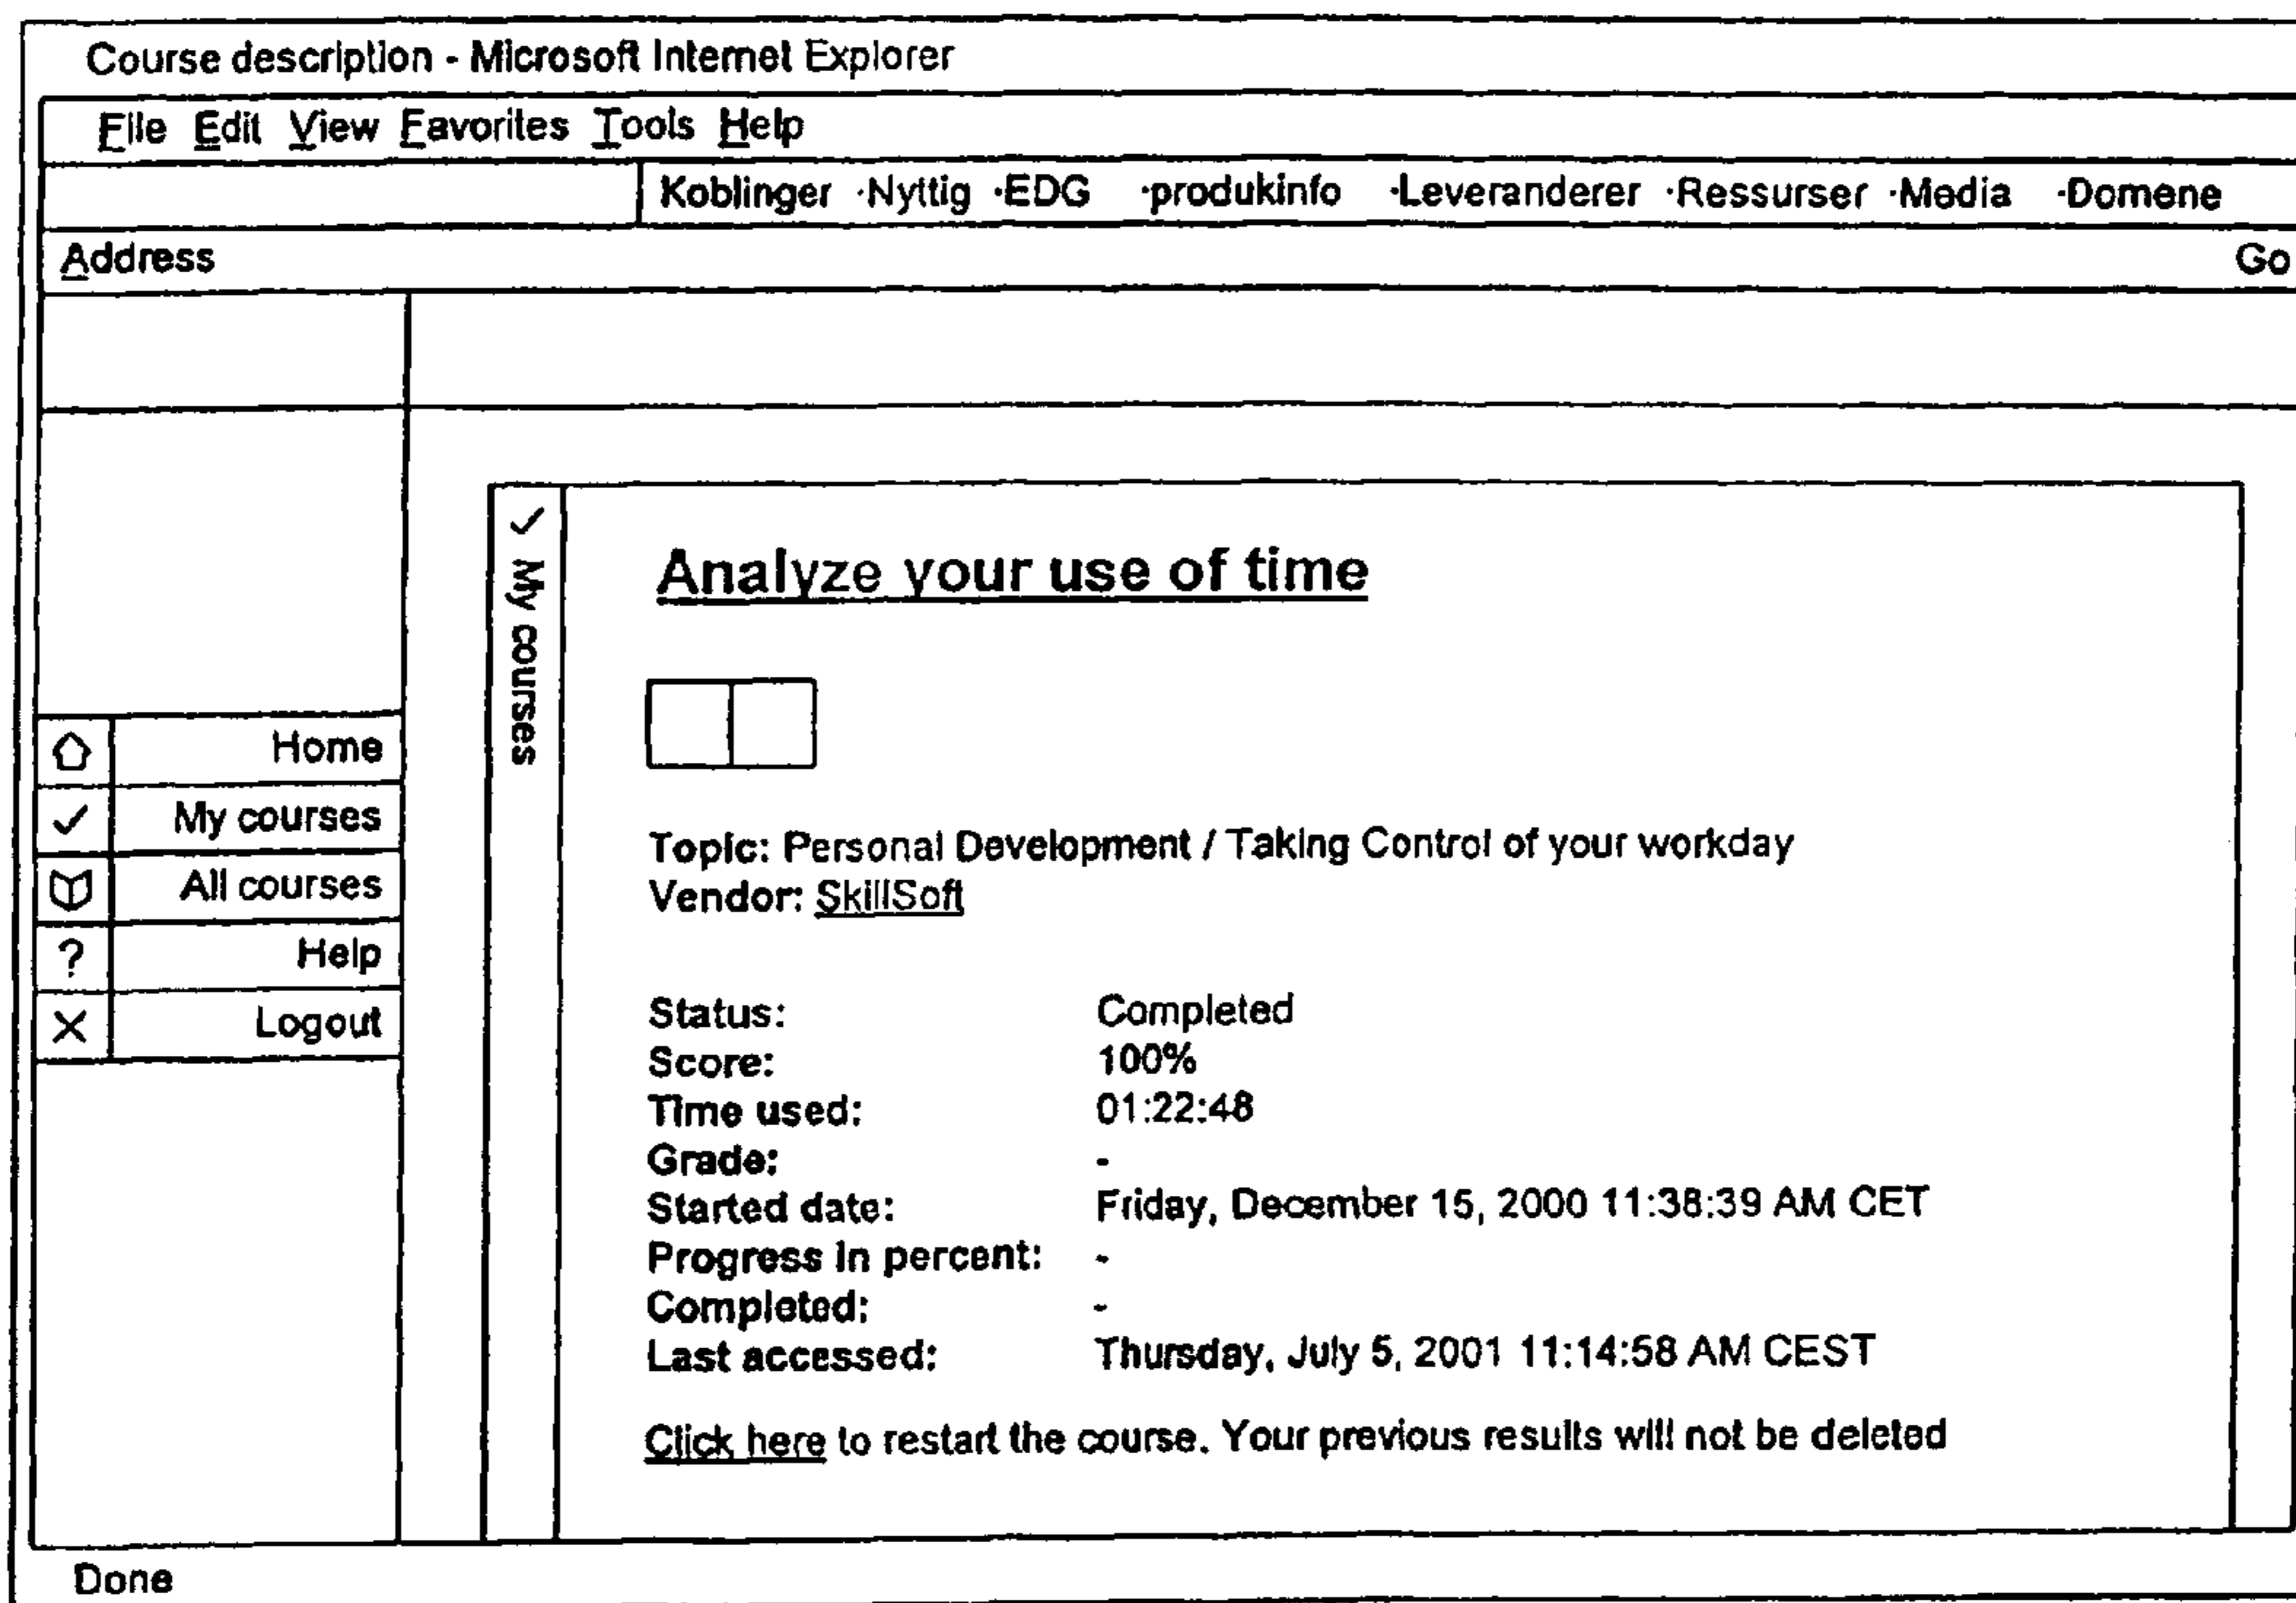 Course description - Microsoft Internet Explorer
File Edit View Favorites Tools Help
Koblinger ·Nyttig ·EDG ·produkinfo ·Leveranderer ·Ressurser ·Media ·Domene
Address Go
My courses
Analyze your use of time
Home
My courses
All courses
? Help
Logout
Topic: Personal Development / Taking Control of your workday
Vendor: SkillSoft
Status: Completed
Score: 100%
Time used: 01:22:48
Grade: -
Started date: Friday, December 15, 2000 11:38:39 AM CET
Progress in percent: -
Completed: -
Last accessed: Thursday, July 5, 2001 11:14:58 AM CEST
Click here to restart the course. Your previous results will not be deleted
Done